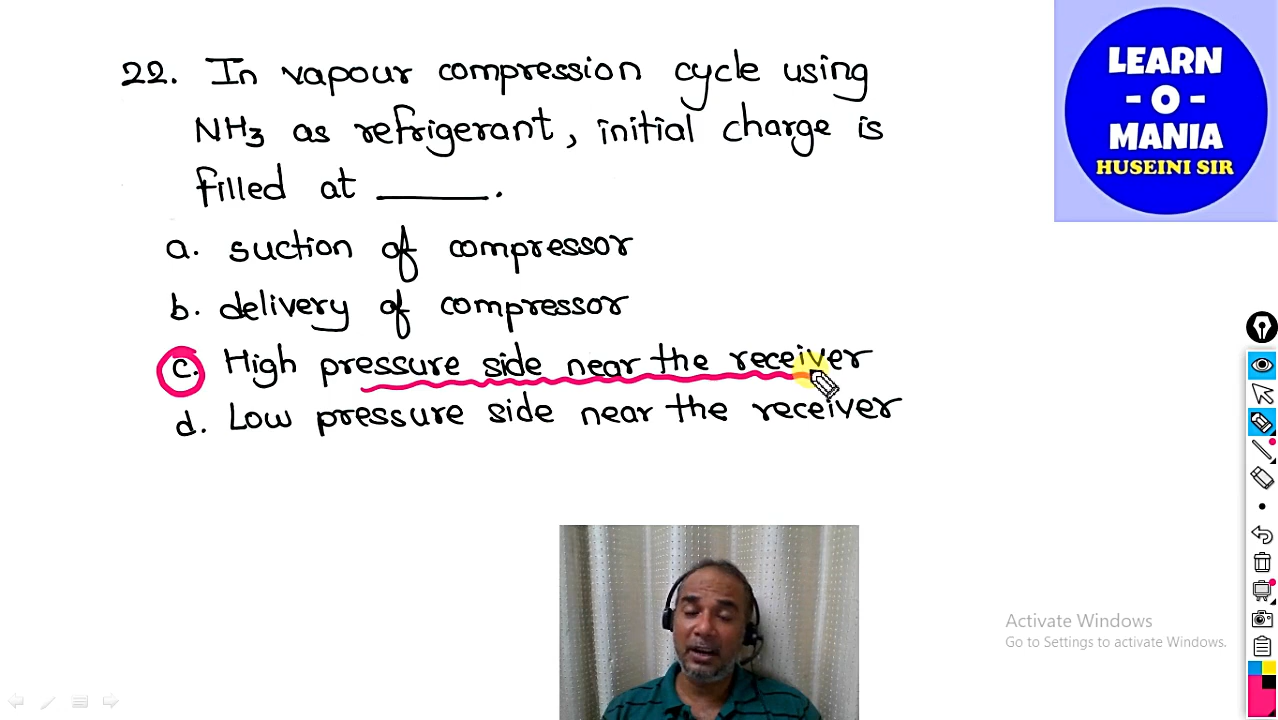 22. In vapour compression cycle using
NH3 as refrigerant, initial charge is
filled at ______.
a. suction of compressor
b. delivery of compressor
c. High pressure side near the receiver
d. Low pressure side near the receiver
LEARN
- O -
MANIA
HUSEINI SIR
Activate Windows
Go to Settings to activate Windows.